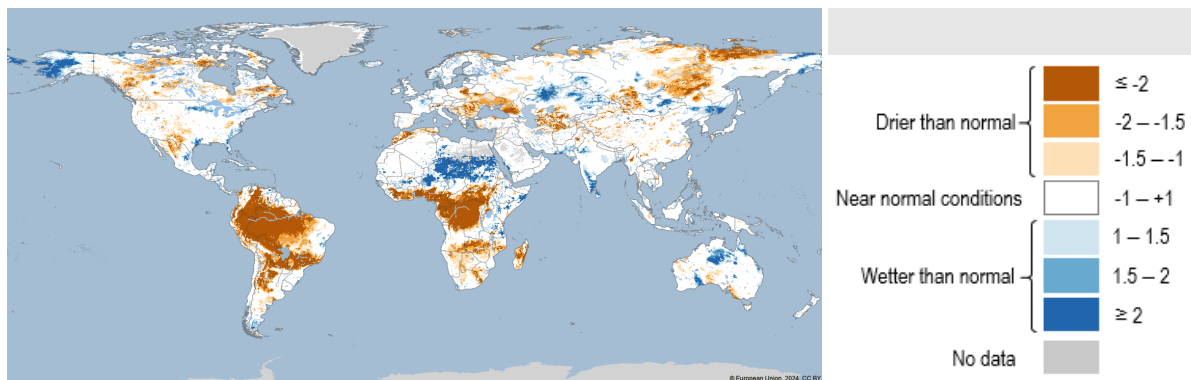 © European Union, 2024, CC BY
Drier than normal
≤ -2
-2 – -1.5
-1.5 – -1
Near normal conditions
-1 – +1
Wetter than normal
1 – 1.5
1.5 – 2
≥ 2
No data